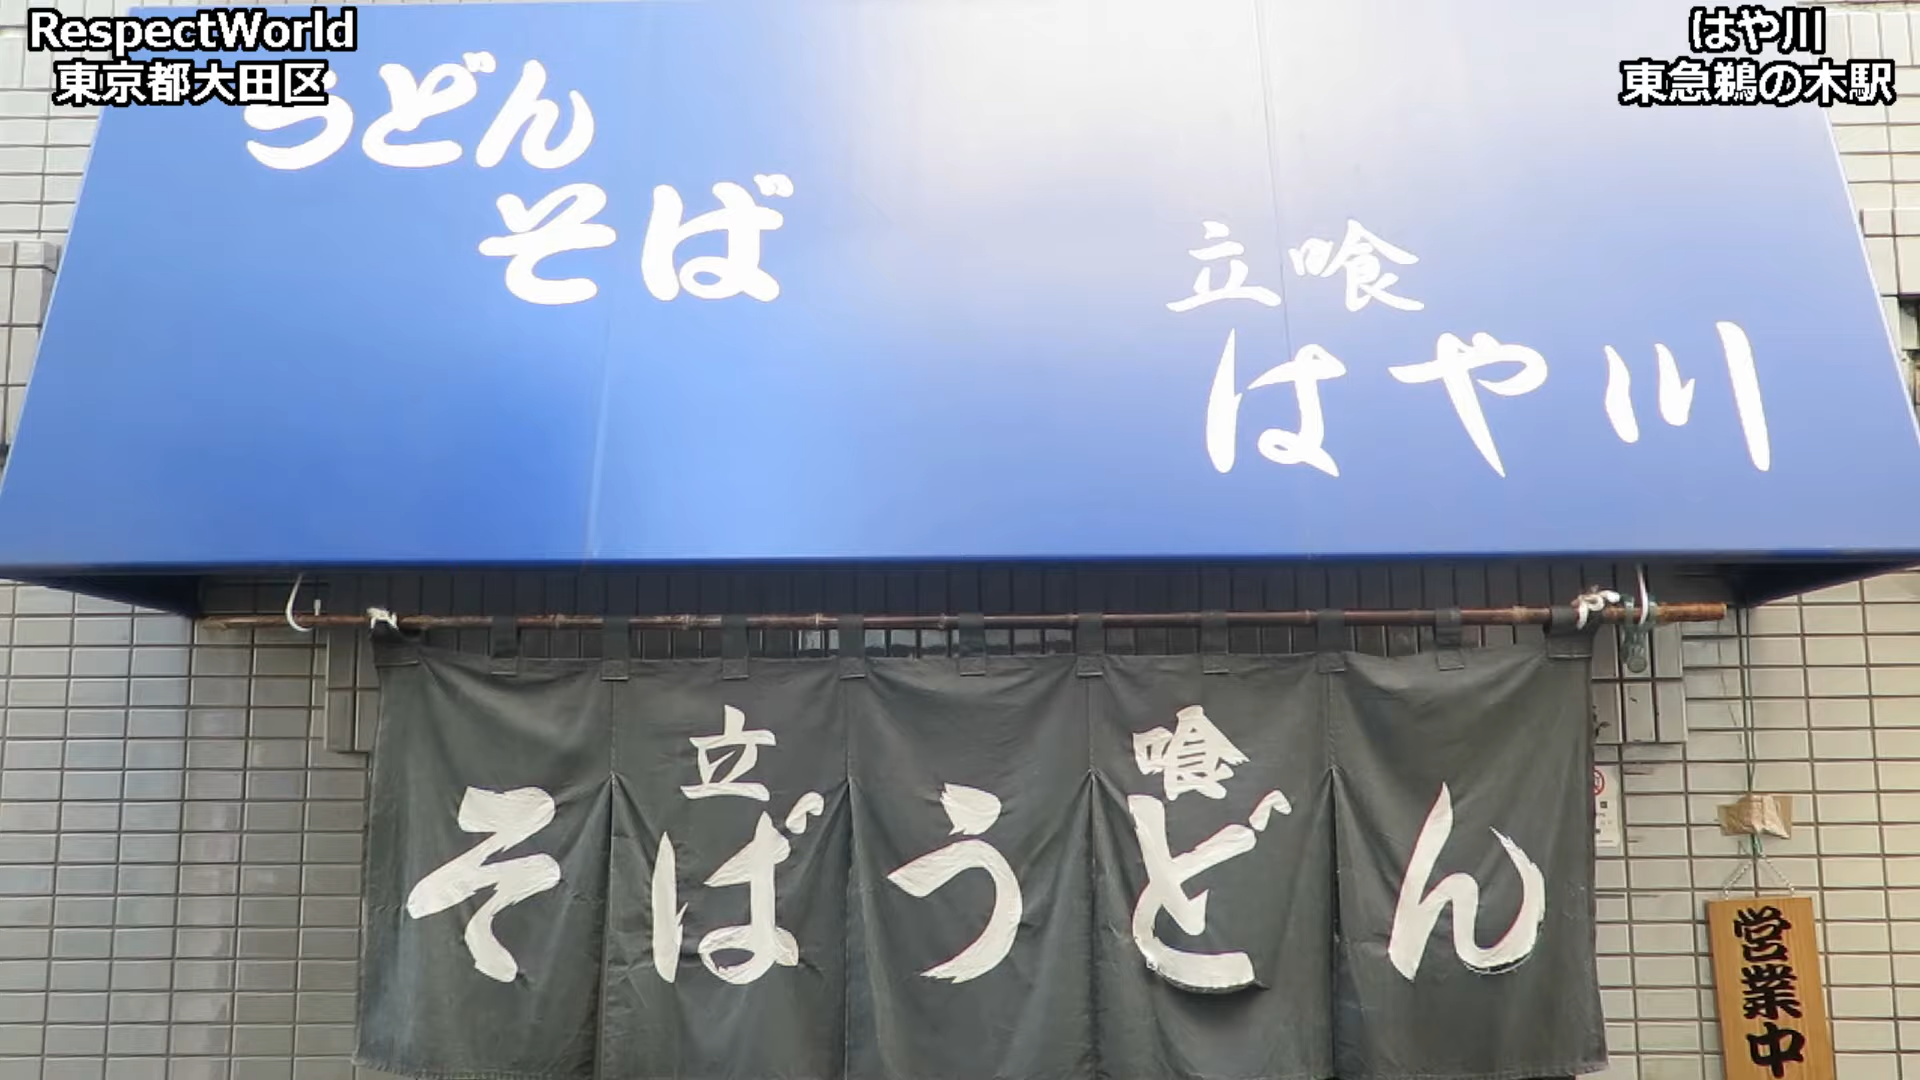 RespectWorld
東京都大田区
はや川
東急鵜の木駅
うどん
そば
立喰
はや川
立喰
そばうどん
営業中